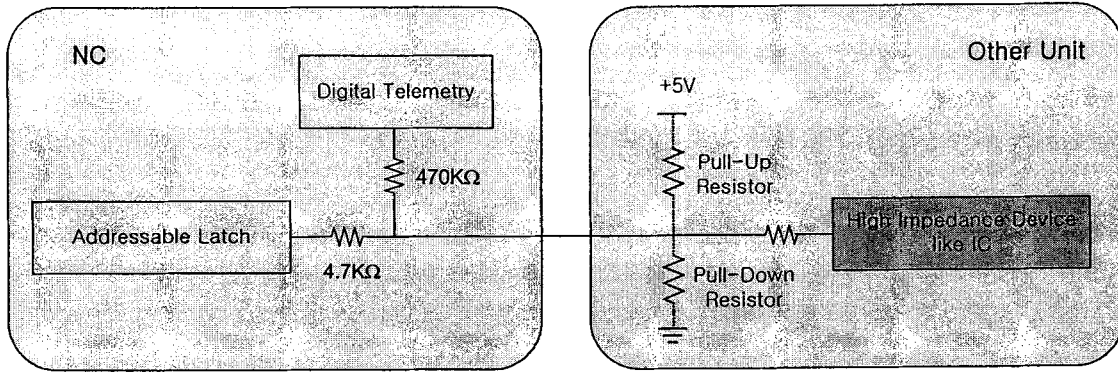 NC
Digital Telemetry
470KΩ
Addressable Latch
4.7KΩ
Other Unit
+5V
Pull-Up
Resistor
High Impedance Device
like IC
Pull-Down
Resistor